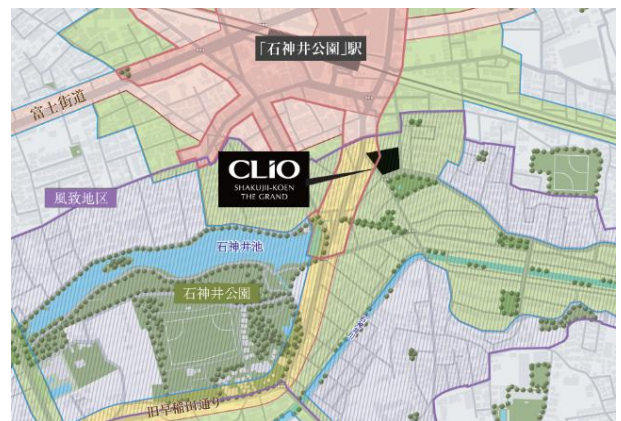 「石神井公園」駅
富士街道
CLiO
SHAKUJII-KOEN
THE GRAND
風致地区
石神井池
石神井公園
旧早稲田通り